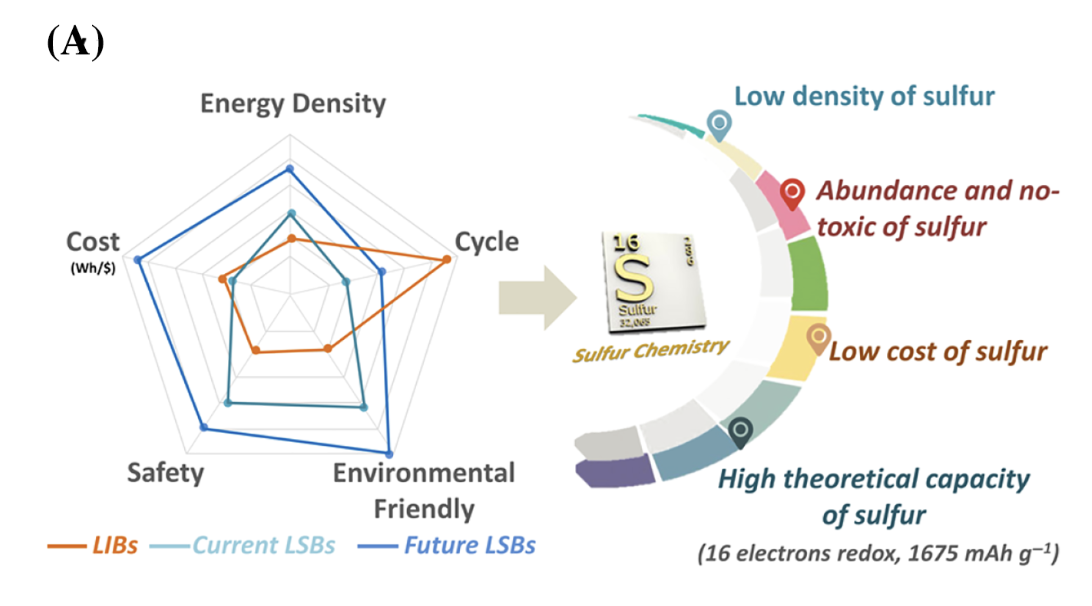 (A)
Energy Density
Cost
(Wh/$)
Cycle
Safety
Environmental
Friendly
LIBs
Current LSBs
Future LSBs
16
S
Sulfur
32,065
Sulfur Chemistry
Low density of sulfur
Abundance and no-
toxic of sulfur
Low cost of sulfur
High theoretical capacity
of sulfur
(16 electrons redox, 1675 mAh g⁻¹)